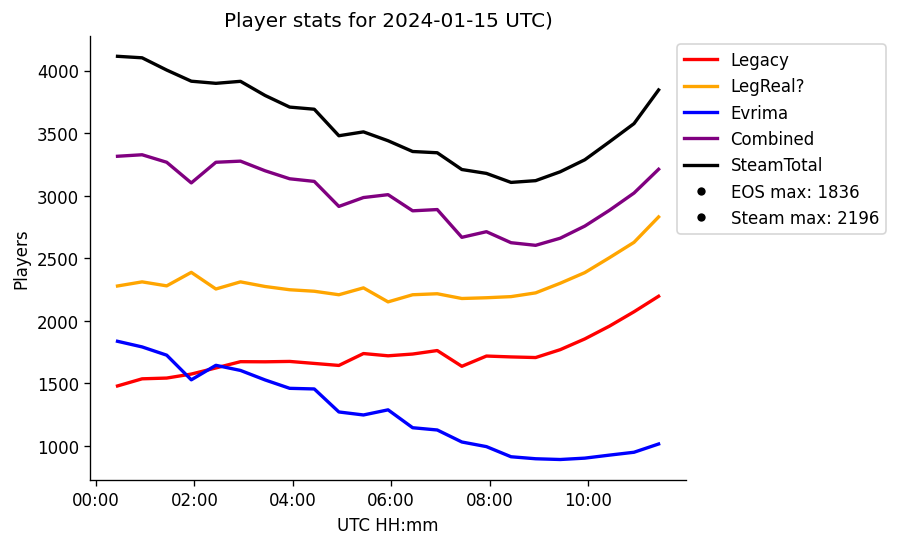 Player stats for 2024-01-15 UTC)
Legacy
LegReal?
Evrima
Combined
SteamTotal
EOS max: 1836
Steam max: 2196
Players
4000
3500
3000
2500
2000
1500
1000
00:00 02:00 04:00 06:00 08:00 10:00
UTC HH:mm